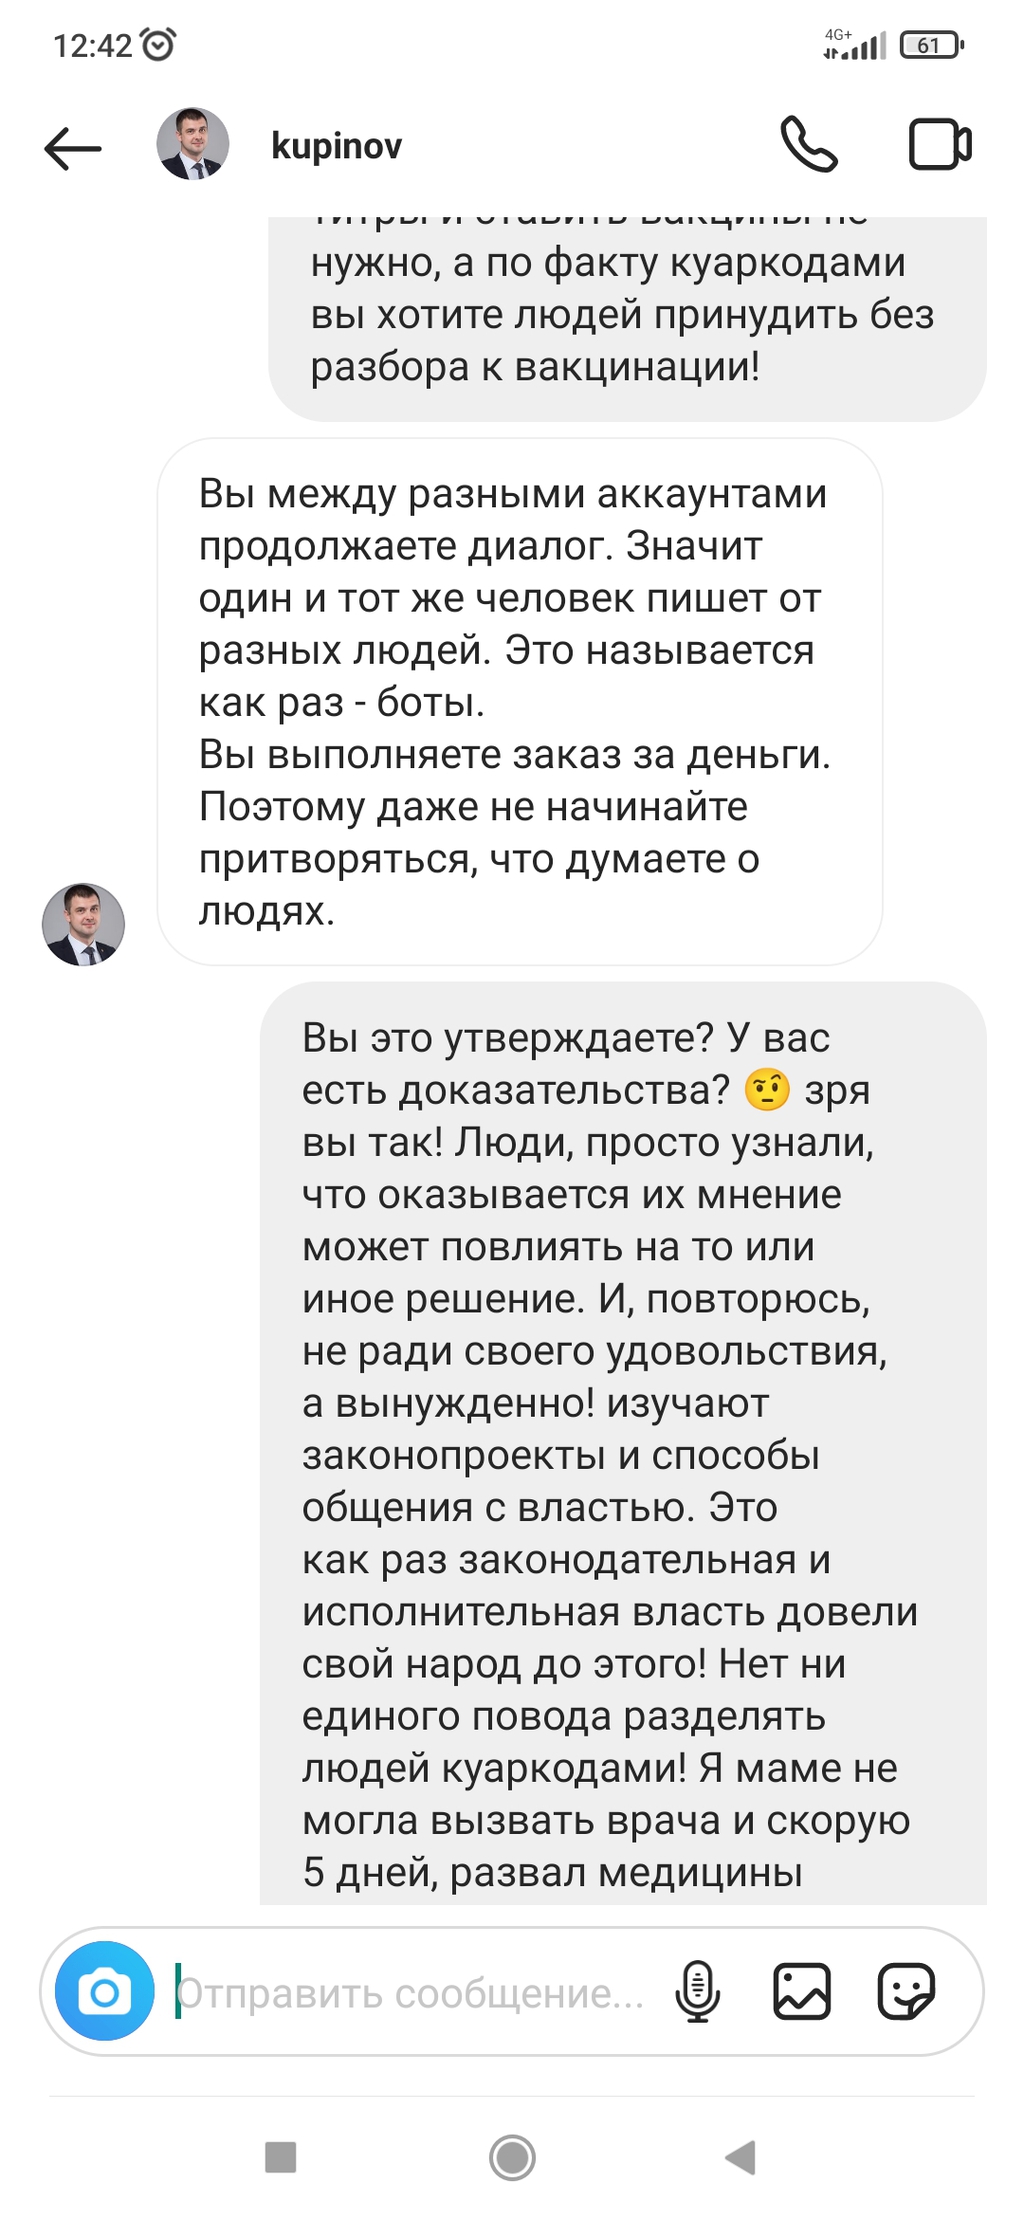 12:42
4G+
61
kupinov
титры и ставить вакцины не
нужно, а по факту куаркодами
вы хотите людей принудить без
разбора к вакцинации!
Вы между разными аккаунтами
продолжаете диалог. Значит
один и тот же человек пишет от
разных людей. Это называется
как раз - боты.
Вы выполняете заказ за деньги.
Поэтому даже не начинайте
притворяться, что думаете о
людях.
Вы это утверждаете? У вас
есть доказательства? 🤨 зря
вы так! Люди, просто узнали,
что оказывается их мнение
может повлиять на то или
иное решение. И, повторюсь,
не ради своего удовольствия,
а вынужденно! изучают
законопроекты и способы
общения с властью. Это
как раз законодательная и
исполнительная власть довели
свой народ до этого! Нет ни
единого повода разделять
людей куаркодами! Я маме не
могла вызвать врача и скорую
5 дней, развал медицины
Отправить сообщение...